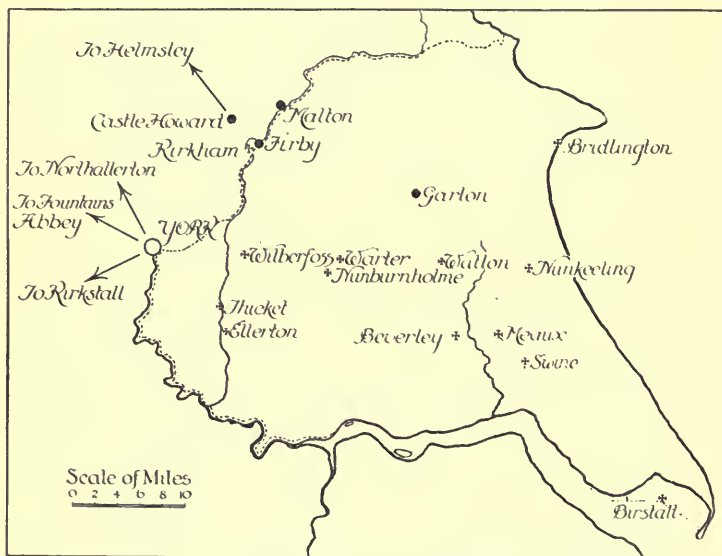 To Helmsley
Castle Howard
Malton
Kirkham
Firby
Bridlington
To Northallerton
To Fountains
Abbey
YORK
Garton
To Kirkstall
Wilberfoss
Warter
Nunburnholme
Watton
Nunkeeling
Thicket
Ellerton
Beverley
Meaux
Swine
Scale of Miles
0 2 4 6 8 10
Birstall